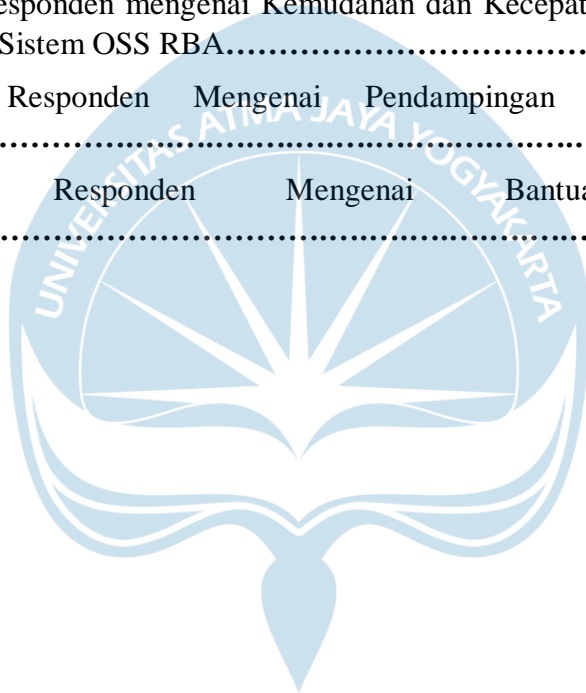 esponden mengenai Kemudahan dan Kecepat
Sistem OSS RBA......................................
Responden Mengenai Pendampingan
............................................................
Responden Mengenai Bantua
............................................................
UNIVERSITAS ATMA JAYA YOGYAKARTA